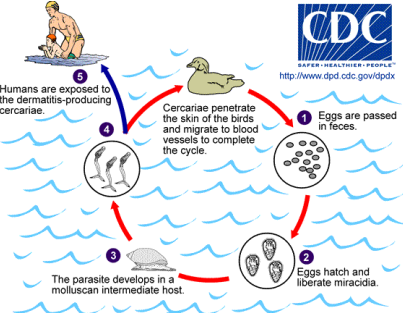 CDC
SAFER • HEALTHIER • PEOPLE™
http://www.dpd.cdc.gov/dpdx
5
Humans are exposed to
the dermatitis-producing
cercariae.
4
Cercariae penetrate
the skin of the birds
and migrate to blood
vessels to complete
the cycle.
1
Eggs are passed
in feces.
2
Eggs hatch and
liberate miracidia.
3
The parasite develops in a
molluscan intermediate host.